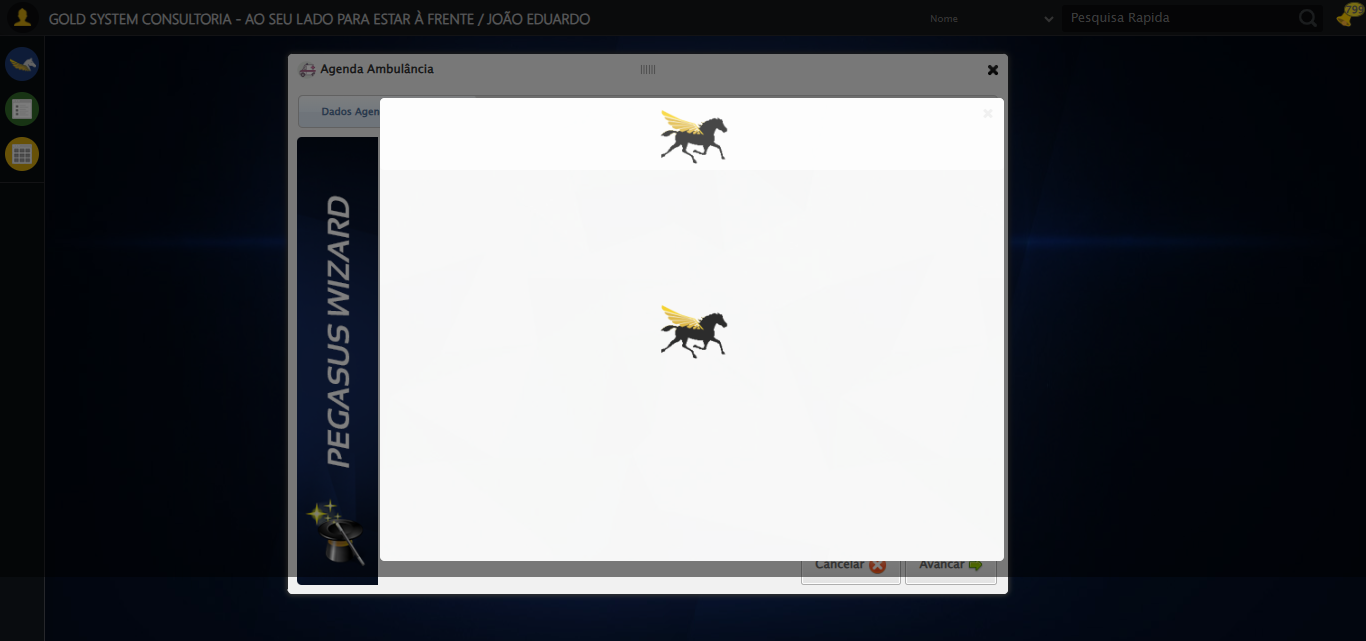 GOLD SYSTEM CONSULTORIA - AO SEU LADO PARA ESTAR À FRENTE / JOÃO EDUARDO
Nome
Pesquisa Rapida
799
Agenda Ambulância
Dados Agen
PEGASUS WIZARD
Cancelar
Avançar